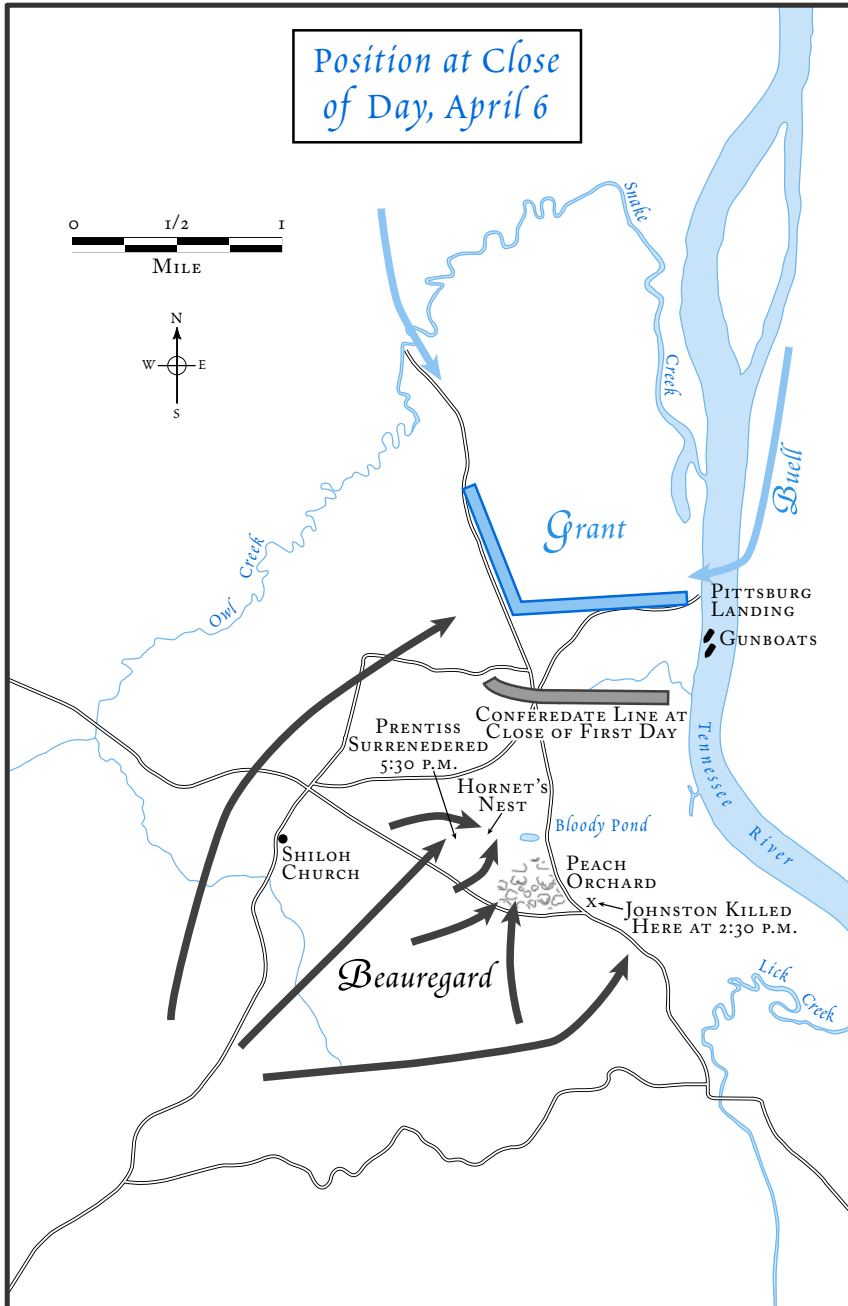 Position at Close
of Day, April 6
0 1/2 1
Mile
N
W E
S
Snake
Creek
Buell
Grant
Owl Creek
Pittsburg
Landing
Gunboats
Conferedate Line at
Close of First Day
Prentiss
Surrenedered
5:30 p.m.
Hornet's
Nest
Tennessee
River
Bloody Pond
Shiloh
Church
Peach
Orchard
x
Johnston Killed
Here at 2:30 p.m.
Beauregard
Lick
Creek